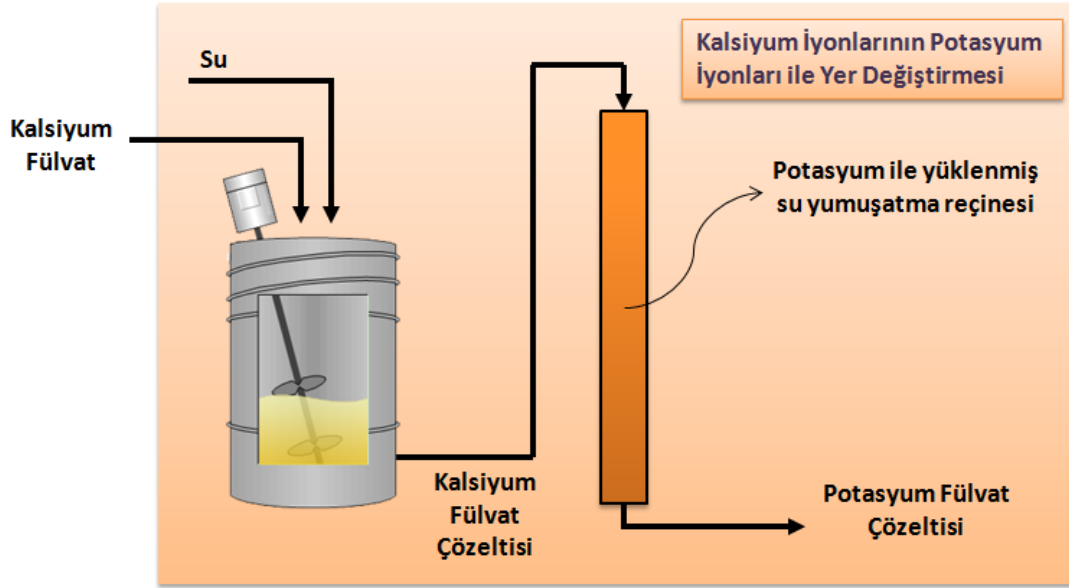 Kalsiyum İyonlarının Potasyum
İyonları ile Yer Değiştirmesi
Su
Kalsiyum
Fülvat
Potasyum ile yüklenmiş
su yumuşatma reçinesi
Kalsiyum
Fülvat
Çözeltisi
Potasyum Fülvat
Çözeltisi